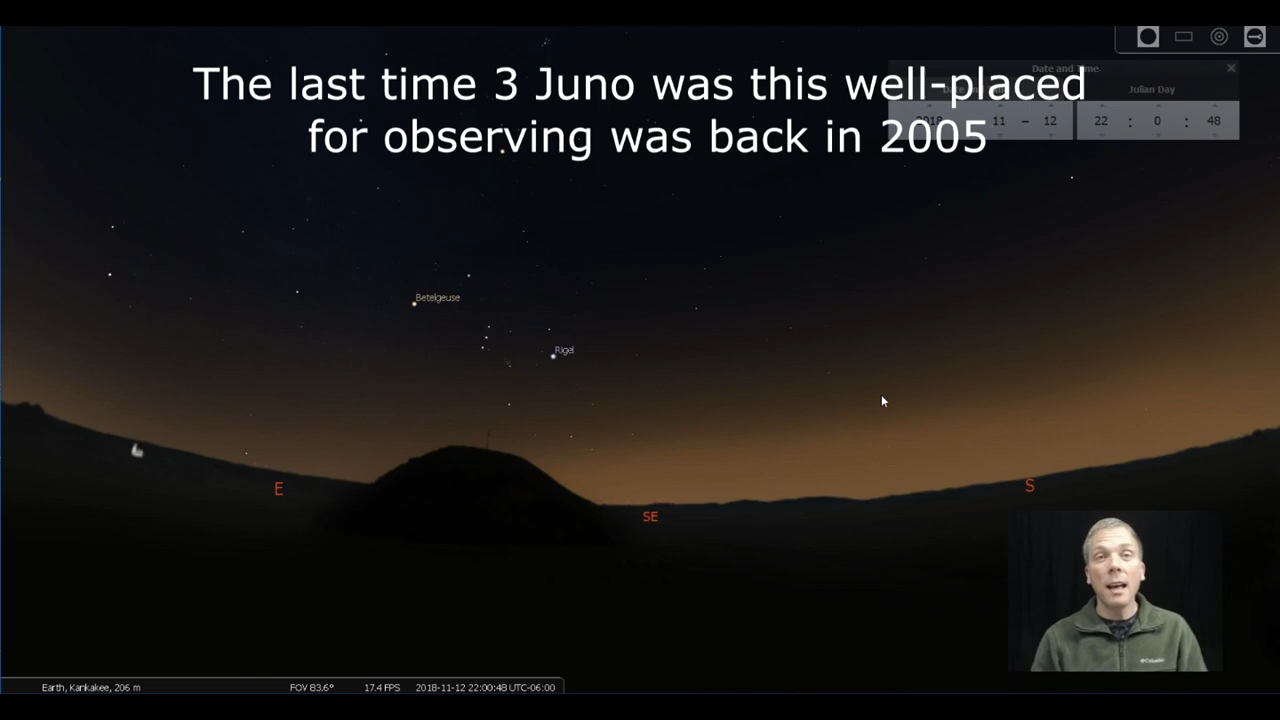 The last time 3 Juno was this well-placed
for observing was back in 2005
Date and Time
Julian Day
2018 - 11 - 12
22 : 0 : 48
Betelgeuse
Rigel
E
SE
S
Columbia
Earth, Kankakee, 206 m
FOV 83.6°
17.4 FPS
2018-11-12 22:00:48 UTC-06:00